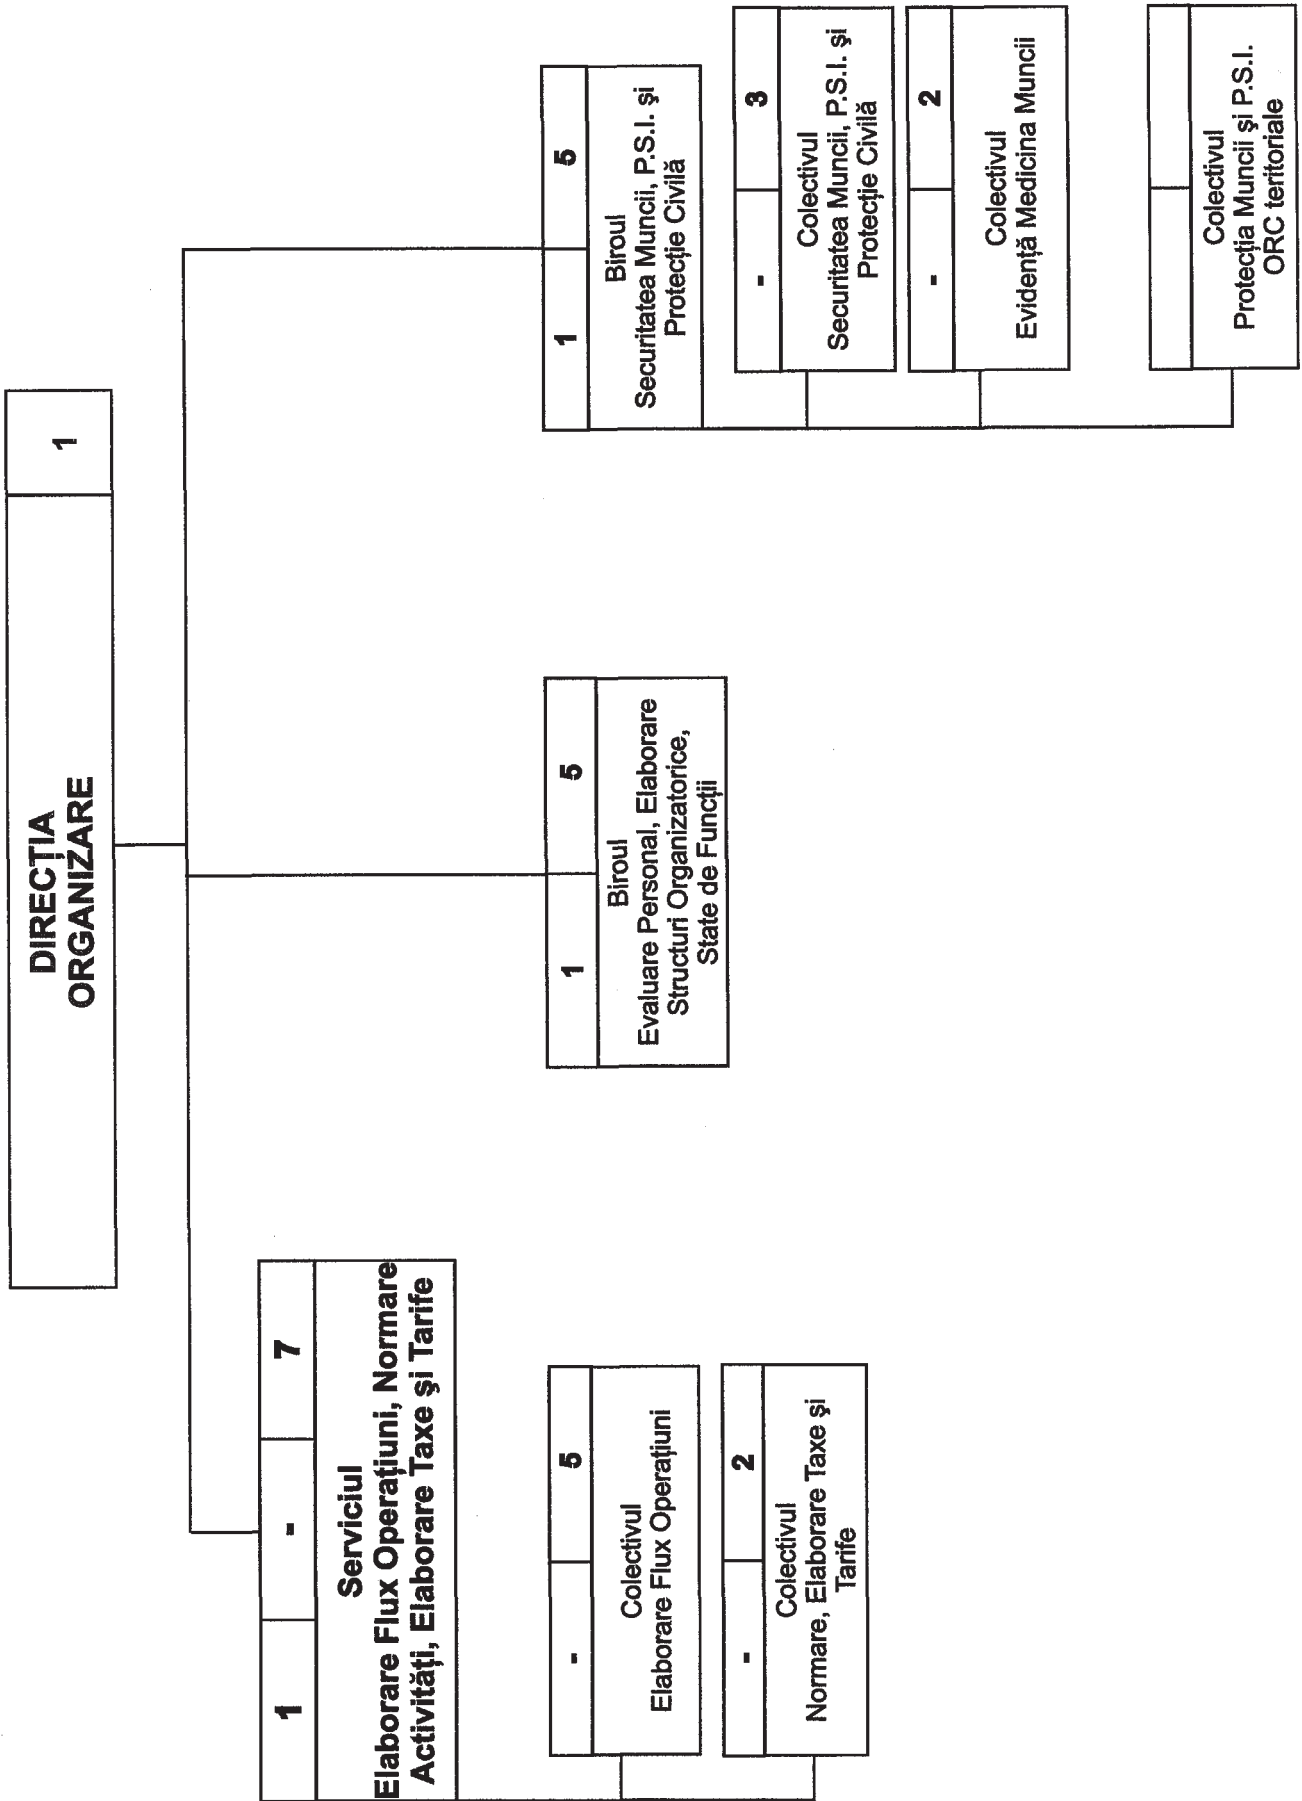 DIRECȚIA
ORGANIZARE
1
1 - 7
Serviciul
Elaborare Flux Operațiuni, Normare
Activități, Elaborare Taxe și Tarife
- 5
Colectivul
Elaborare Flux Operațiuni
- 2
Colectivul
Normare, Elaborare Taxe și
Tarife
1 5
Biroul
Evaluare Personal, Elaborare
Structuri Organizatorice,
State de Funcții
1 5
Biroul
Securitatea Muncii, P.S.I. și
Protecție Civilă
- 3
Colectivul
Securitatea Muncii, P.S.I. și
Protecție Civilă
- 2
Colectivul
Evidență Medicina Muncii
Colectivul
Protecția Muncii și P.S.I.
ORC teritoriale